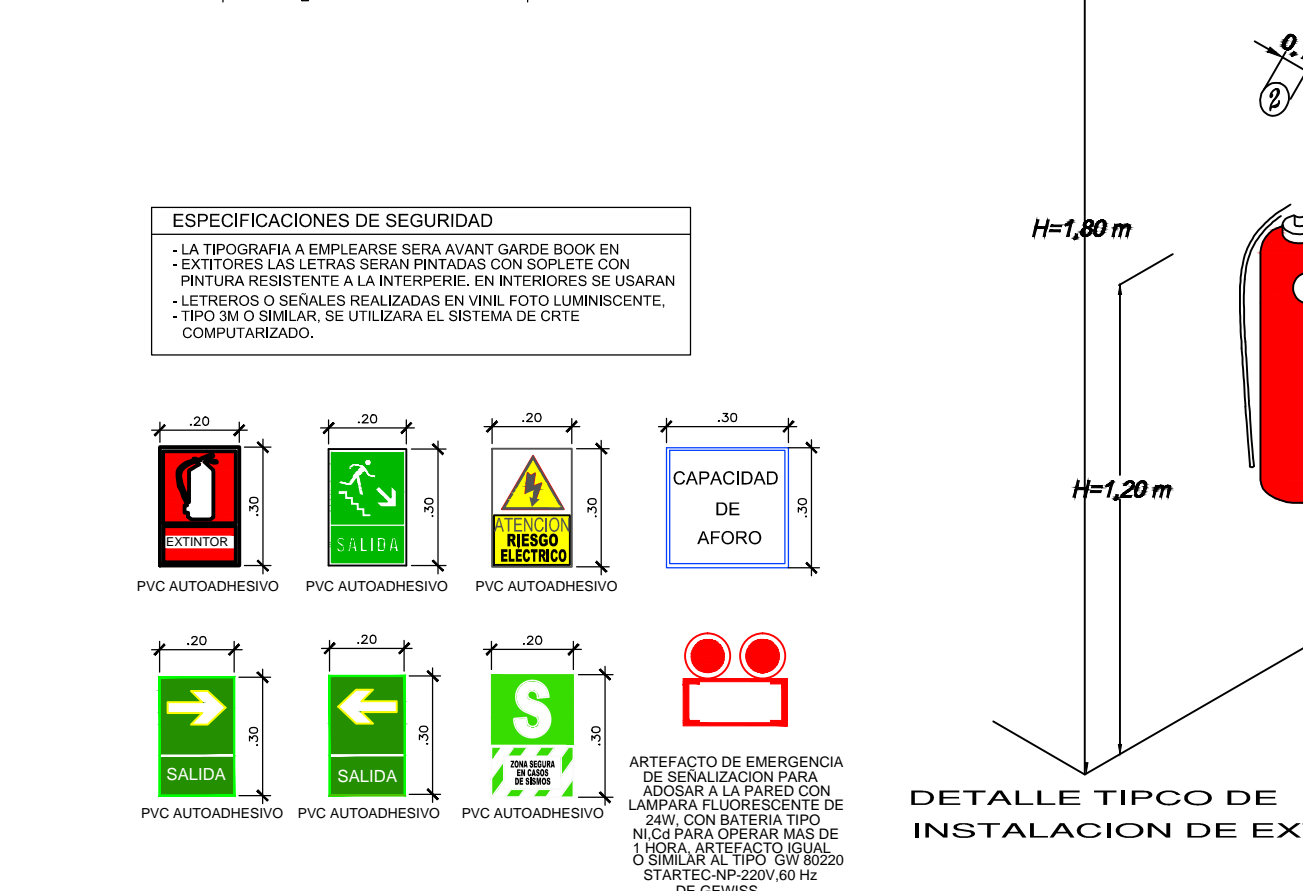 0,
2
ESPECIFICACIONES DE SEGURIDAD
- LA TIPOGRAFIA A EMPLEARSE SERA AVANT GARDE BOOK EN
- EXTITORES LAS LETRAS SERAN PINTADAS CON SOPLETE CON
PINTURA RESISTENTE A LA INTERPERIE. EN INTERIORES SE USARAN
- LETREROS O SEÑALES REALIZADAS EN VINIL FOTO LUMINISCENTE,
- TIPO 3M O SIMILAR, SE UTILIZARA EL SISTEMA DE CRTE
COMPUTARIZADO.
H=1,80 m
H=1,20 m
.20
.30
EXTINTOR
PVC AUTOADHESIVO
.20
.30
SALIDA
PVC AUTOADHESIVO
.20
.30
ATENCION
RIESGO
ELÉCTRICO
PVC AUTOADHESIVO
.30
.30
CAPACIDAD
DE
AFORO
.20
.30
SALIDA
PVC AUTOADHESIVO
.20
.30
SALIDA
PVC AUTOADHESIVO
.20
.30
S
ZONA SEGURA
EN CASOS
DE SISMOS
PVC AUTOADHESIVO
ARTEFACTO DE EMERGENCIA
DE SEÑALIZACION PARA
ADOSAR A LA PARED CON
LAMPARA FLUORESCENTE DE
24W, CON BATERIA TIPO
NI,Cd PARA OPERAR MAS DE
1 HORA, ARTEFACTO IGUAL
O SIMILAR AL TIPO GW 80220
STARTEC-NP-220V,60 Hz
DE GEWISS
DETALLE TIPCO DE
INSTALACION DE EX